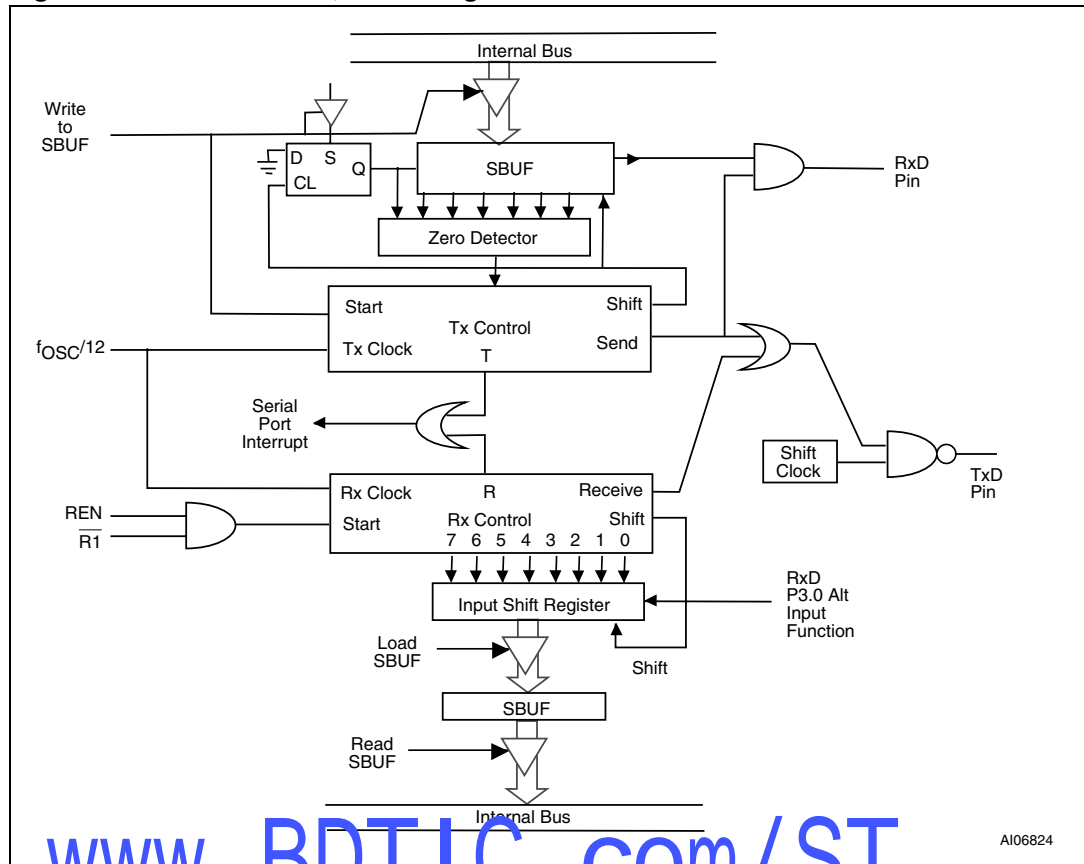 Internal Bus
Write
to
SBUF
D S
Q
CL
SBUF
RxD
Pin
Zero Detector
Start
Shift
Tx Control
fOSC/12
Tx Clock
Send
T
Serial
Port
Interrupt
Shift
Clock
TxD
Pin
Rx Clock
R
Receive
REN
R1
Start
Rx Control
Shift
7 6 5 4 3 2 1 0
RxD
P3.0 Alt
Input
Function
Input Shift Register
Load
SBUF
Shift
SBUF
Read
SBUF
Internal Bus
www.BDTIC.com/ST
AI06824